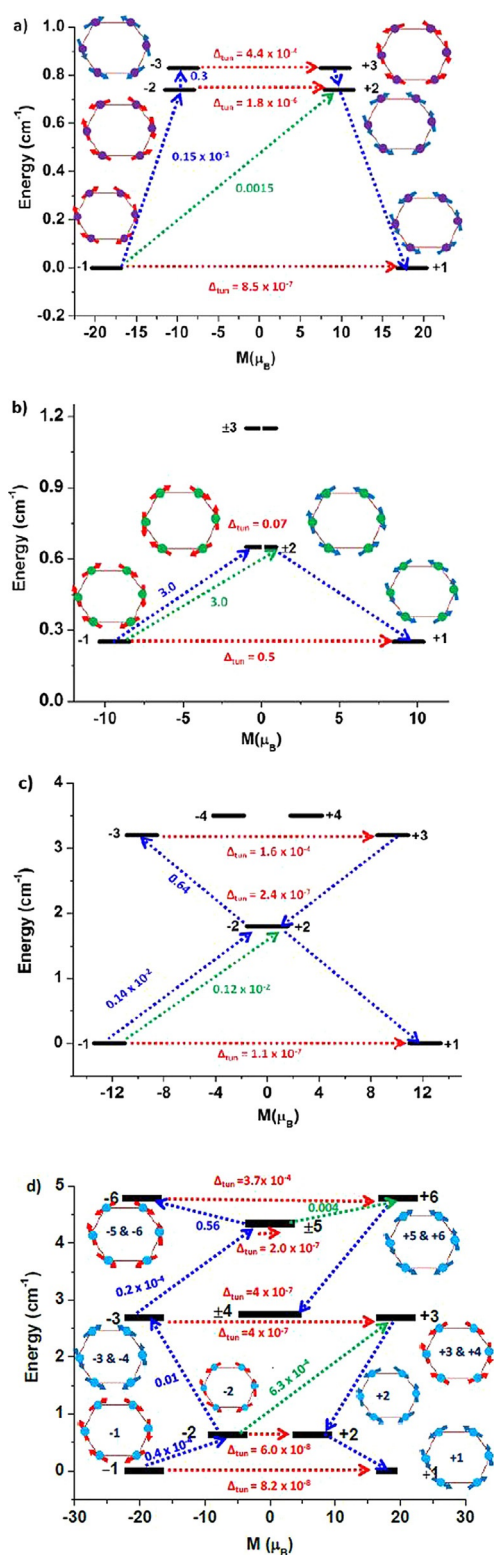 a)
1.0
0.8
0.6
0.4
0.2
0.0
-0.2
Energy (cm⁻¹)
-3
Δtun = 4.4 x 10⁻⁴
+3
0.3
-2
Δtun = 1.8 x 10⁻⁶
+2
0.15 x 10⁻¹
0.0015
-1
+1
Δtun = 8.5 x 10⁻⁷
-20 -15 -10 -5 0 5 10 15 20
M(μB)
b)
1.2
0.9
0.6
0.3
0.0
Energy (cm⁻¹)
±3
Δtun = 0.07
+2
3.0
3.0
-1
+1
Δtun = 0.5
-10 -5 0 5 10
M(μB)
c)
4
3
2
1
0
Energy (cm⁻¹)
-4
+4
-3
+3
Δtun = 1.6 x 10⁻⁴
0.64
Δtun = 2.4 x 10⁻⁷
-2
+2
0.14 x 10⁻²
0.12 x 10⁻²
-1
+1
Δtun = 1.1 x 10⁻⁷
-12 -8 -4 0 4 8 12
M(μB)
d)
5
4
3
2
1
0
Energy (cm⁻¹)
-6
Δtun =3.7x 10⁻⁴
+6
0.004
0.56
-5 & -6
±5
+5 & +6
Δtun = 2.0 x 10⁻⁷
Δtun =4 x 10⁻⁷
±4
-3
+3
Δtun =4 x 10⁻⁷
-3 & -4
+3 & +4
0.01
-2
6.3 x 10⁻⁴
+2
-1
-2
+2
Δtun = 6.0 x 10⁻⁸
+1
−1
+1
Δtun = 8.2 x 10⁻⁸
-30 -20 -10 0 10 20 30
M (μB)